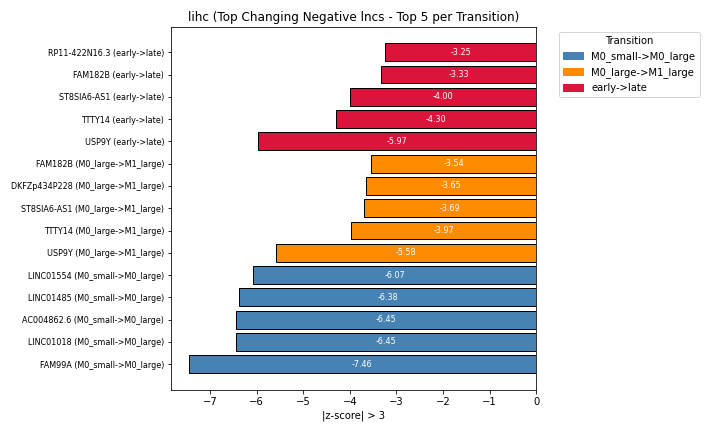 lihc (Top Changing Negative lncs - Top 5 per Transition)
RP11-422N16.3 (early->late)
-3.25
FAM182B (early->late)
-3.33
ST8SIA6-AS1 (early->late)
-4.00
TTTY14 (early->late)
-4.30
USP9Y (early->late)
-5.97
FAM182B (M0_large->M1_large)
-3.54
DKFZp434P228 (M0_large->M1_large)
-3.65
ST8SIA6-AS1 (M0_large->M1_large)
-3.69
TTTY14 (M0_large->M1_large)
-3.97
USP9Y (M0_large->M1_large)
-5.58
LINC01554 (M0_small->M0_large)
-6.07
LINC01485 (M0_small->M0_large)
-6.38
AC004862.6 (M0_small->M0_large)
-6.45
LINC01018 (M0_small->M0_large)
-6.45
FAM99A (M0_small->M0_large)
-7.46
−7 −6 −5 −4 −3 −2 −1 0
|z-score| > 3
Transition
M0_small->M0_large
M0_large->M1_large
early->late